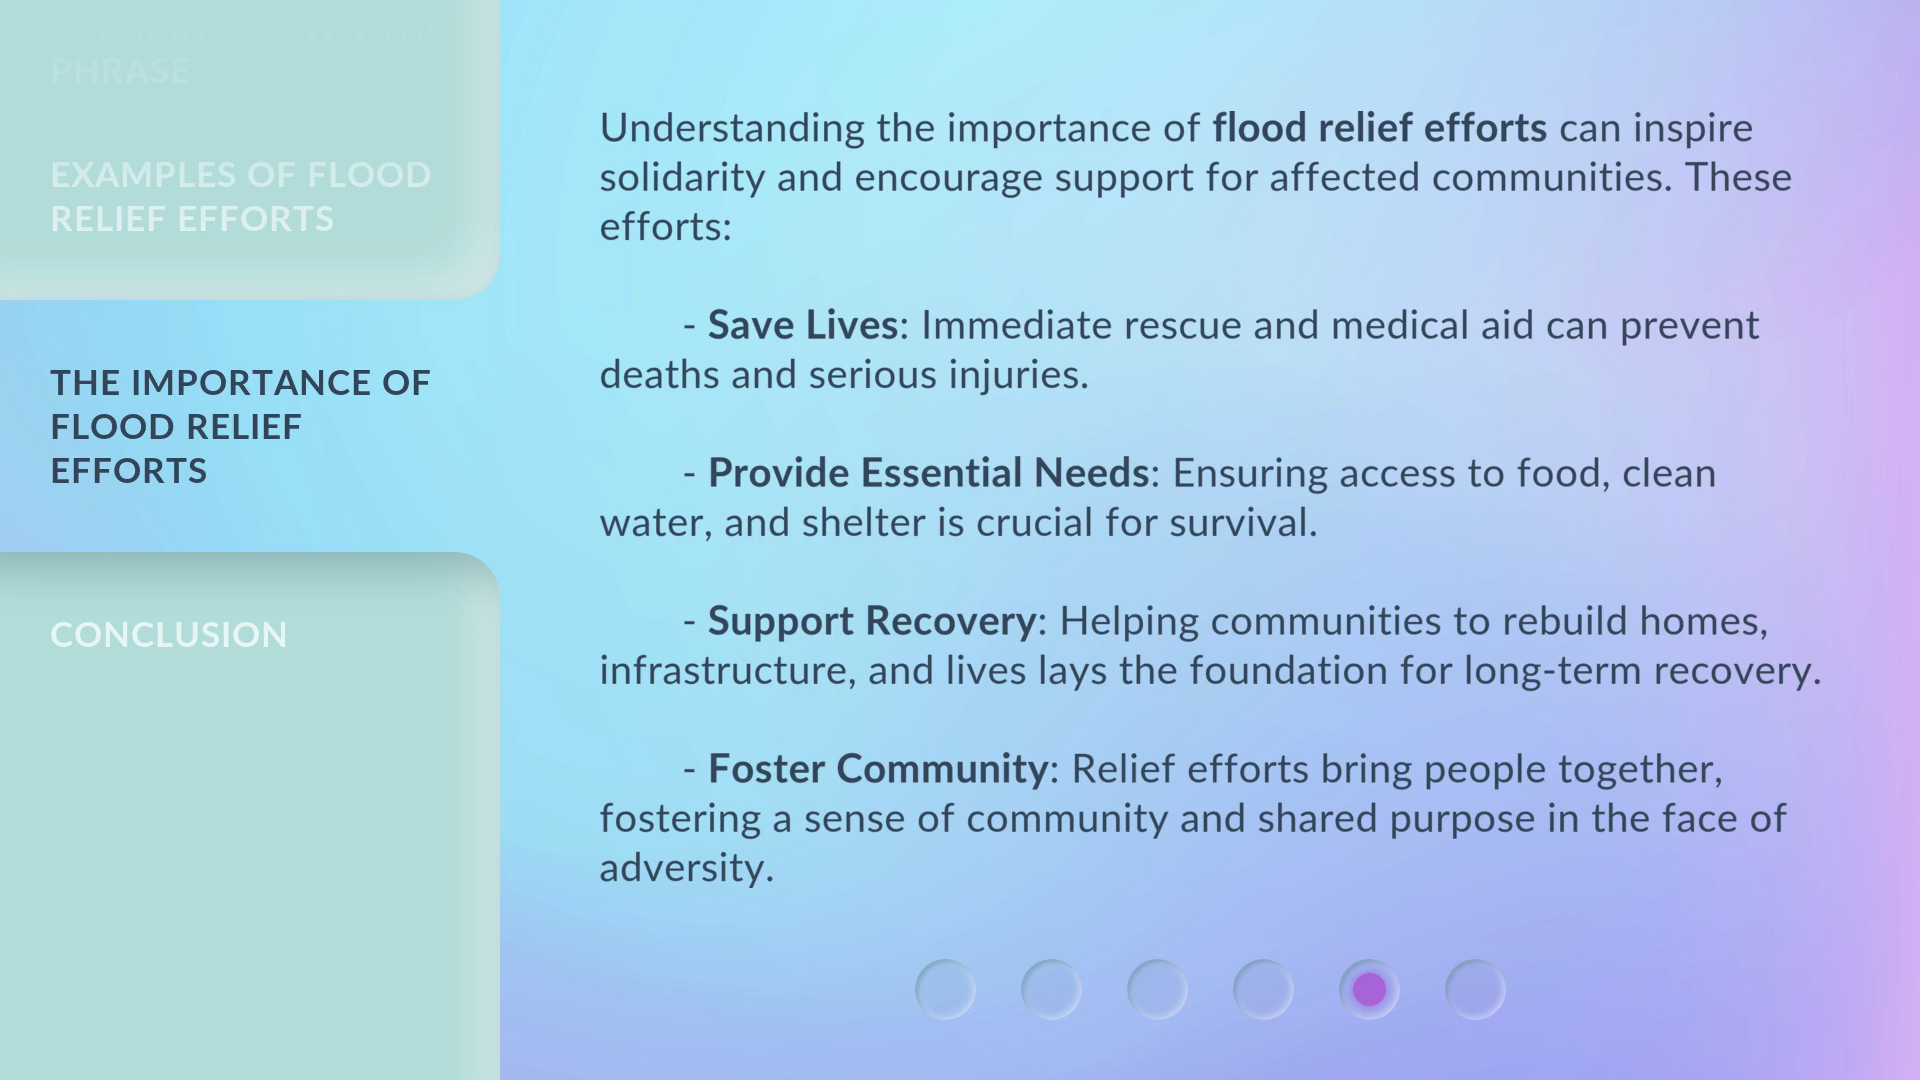 BREAKING DOWN THE
PHRASE
EXAMPLES OF FLOOD
RELIEF EFFORTS
THE IMPORTANCE OF
FLOOD RELIEF
EFFORTS
CONCLUSION
Understanding the importance of flood relief efforts can inspire
solidarity and encourage support for affected communities. These
efforts:
- Save Lives: Immediate rescue and medical aid can prevent
deaths and serious injuries.
- Provide Essential Needs: Ensuring access to food, clean
water, and shelter is crucial for survival.
- Support Recovery: Helping communities to rebuild homes,
infrastructure, and lives lays the foundation for long-term recovery.
- Foster Community: Relief efforts bring people together,
fostering a sense of community and shared purpose in the face of
adversity.